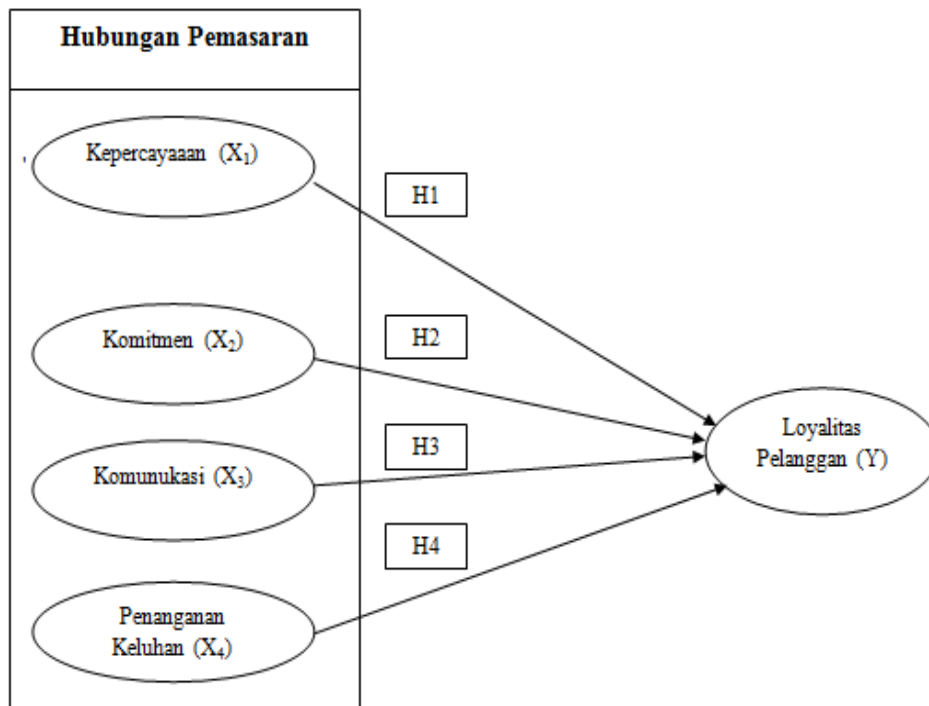 Hubungan Pemasaran
Kepercayaaan (X₁)
H1
Komitmen (X₂)
H2
Komunukasi (X₃)
H3
Penanganan
Keluhan (X₄)
H4
Loyalitas
Pelanggan (Y)